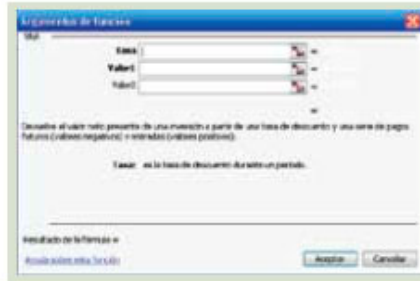 Argumentos de función
VNA
Tasa =
Valor1 =
Valor2 =
=
Devuelve el valor neto presente de una inversión a partir de una tasa de descuento y una serie de pagos
futuros (valores negativos) y entradas (valores positivos).
Tasa: es la tasa de descuento durante un período.
Resultado de la fórmula =
Ayuda sobre esta función
Aceptar Cancelar